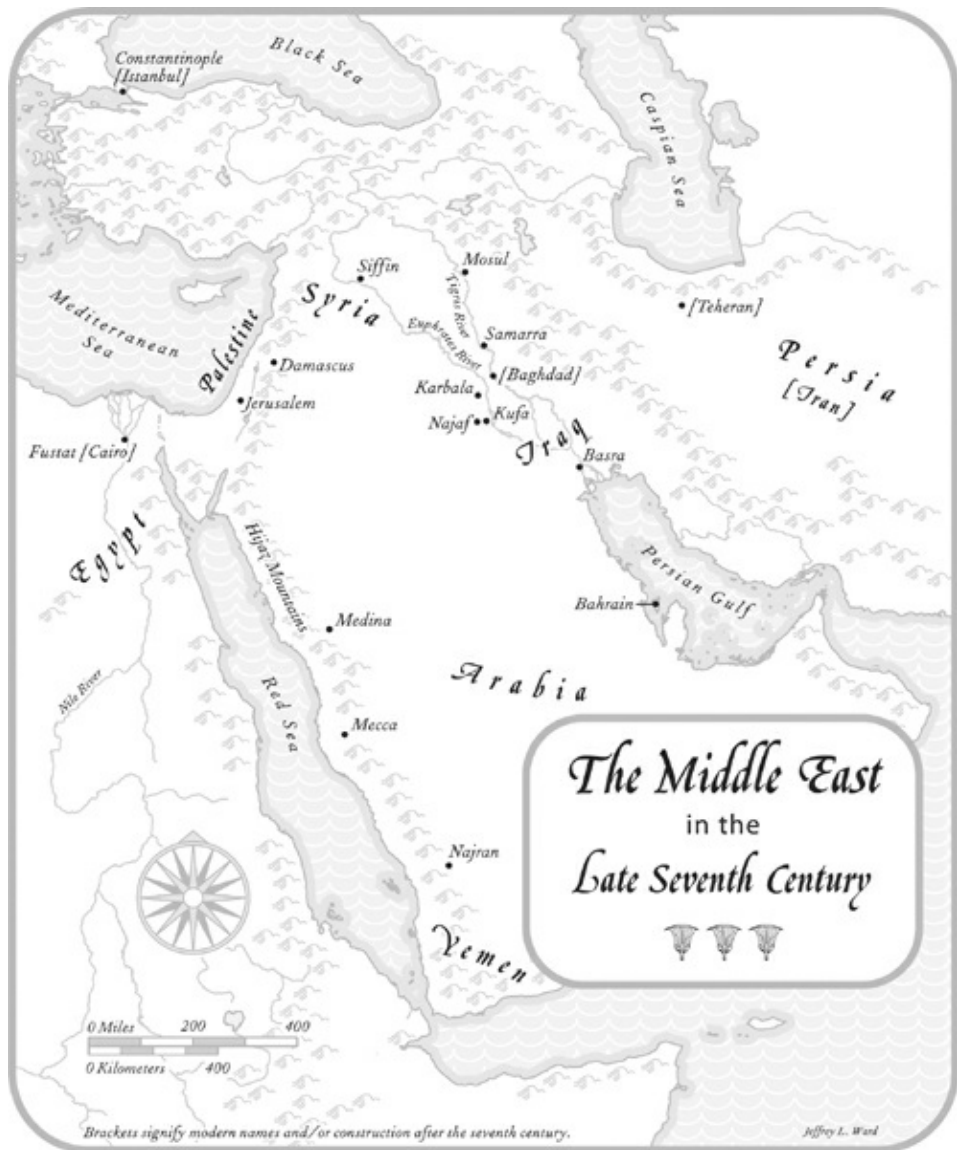 Black Sea
Constantinople
[Istanbul]
Caspian Sea
Siffin
Mosul
Syria
Tigris River
[Teheran]
Mediterranean
Sea
Palestine
Euphrates River
Samarra
Persia
[Iran]
Damascus
[Baghdad]
Karbala
Jerusalem
Najaf
Kufa
Iraq
Fustat [Cairo]
Basra
Egypt
Hijaz Mountains
Persian Gulf
Bahrain
Medina
Nile River
Arabia
Red Sea
Mecca
The Middle East
in the
Late Seventh Century
Najran
Yemen
0 Miles 200 400
0 Kilometers 400
Brackets signify modern names and/or construction after the seventh century.
Jeffrey L. Ward